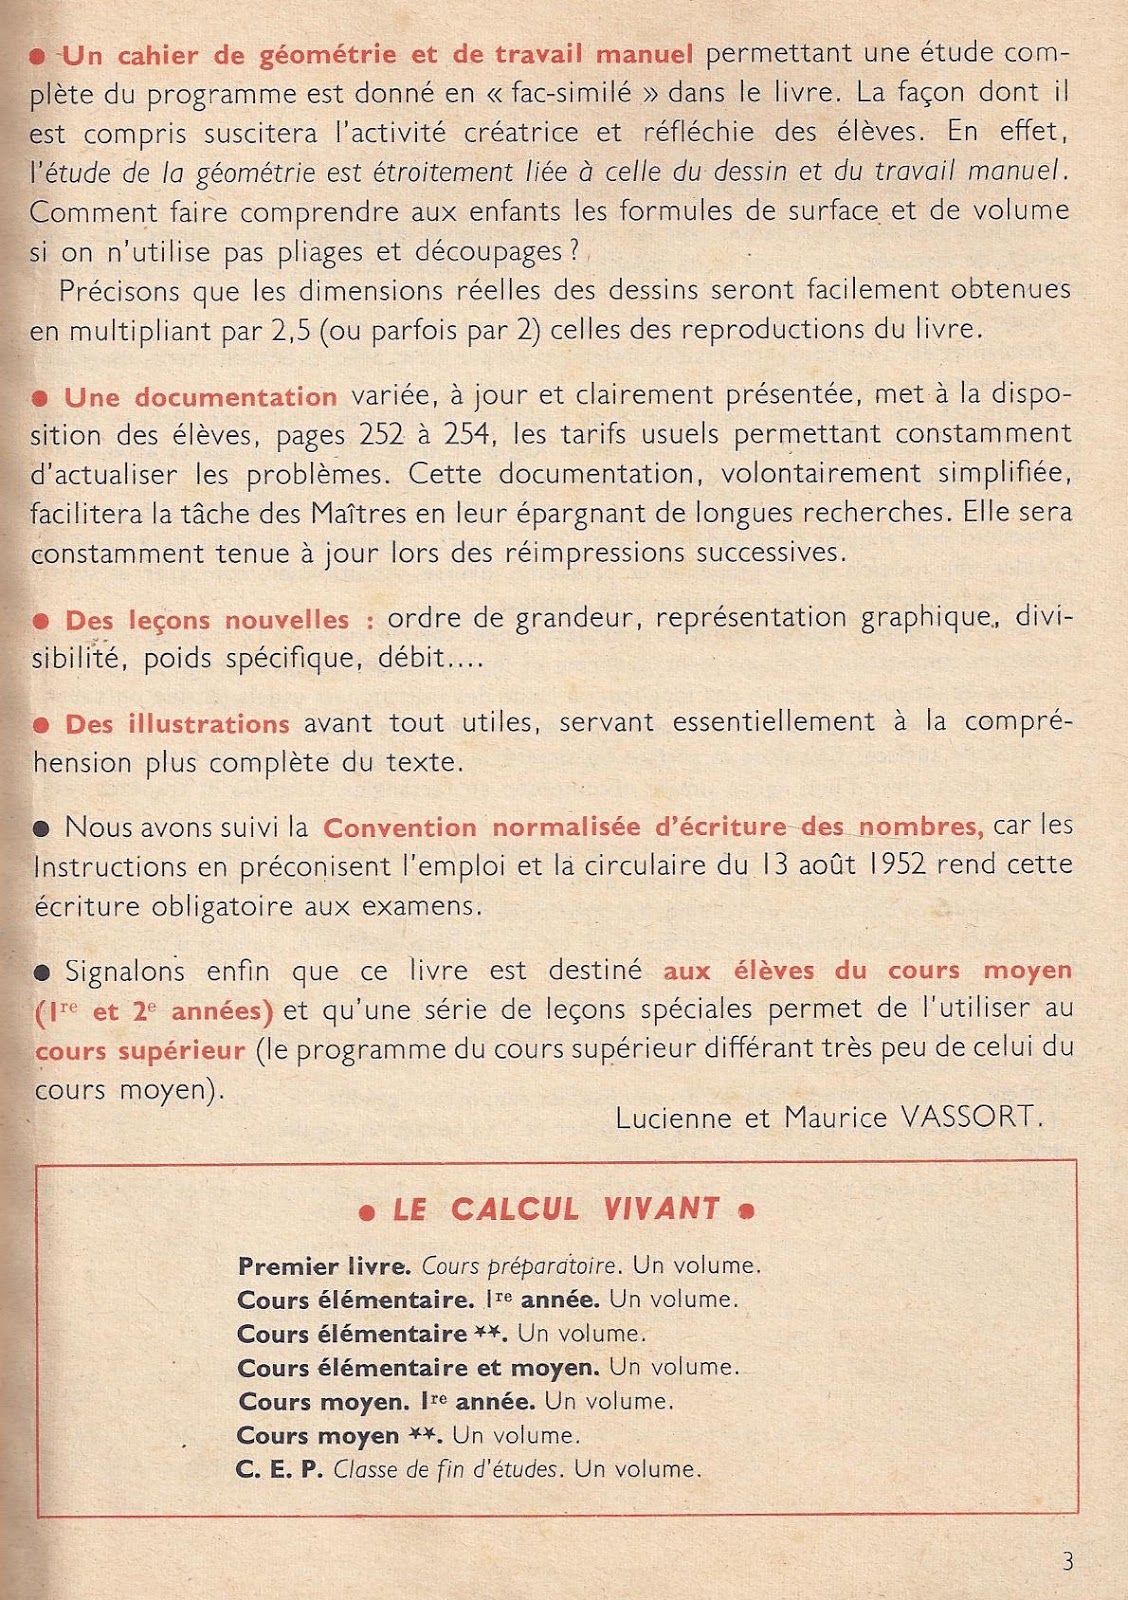 ● Un cahier de géométrie et de travail manuel permettant une étude com-
plète du programme est donné en « fac-similé » dans le livre. La façon dont il
est compris suscitera l'activité créatrice et réfléchie des élèves. En effet,
l'étude de la géométrie est étroitement liée à celle du dessin et du travail manuel.
Comment faire comprendre aux enfants les formules de surface et de volume
si on n'utilise pas pliages et découpages ?
Précisons que les dimensions réelles des dessins seront facilement obtenues
en multipliant par 2,5 (ou parfois par 2) celles des reproductions du livre.
● Une documentation variée, à jour et clairement présentée, met à la dispo-
sition des élèves, pages 252 à 254, les tarifs usuels permettant constamment
d'actualiser les problèmes. Cette documentation, volontairement simplifiée,
facilitera la tâche des Maîtres en leur épargnant de longues recherches. Elle sera
constamment tenue à jour lors des réimpressions successives.
● Des leçons nouvelles : ordre de grandeur, représentation graphique, divi-
sibilité, poids spécifique, débit....
● Des illustrations avant tout utiles, servant essentiellement à la compré-
hension plus complète du texte.
● Nous avons suivi la Convention normalisée d'écriture des nombres, car les
Instructions en préconisent l'emploi et la circulaire du 13 août 1952 rend cette
écriture obligatoire aux examens.
● Signalons enfin que ce livre est destiné aux élèves du cours moyen
(1re et 2e années) et qu'une série de leçons spéciales permet de l'utiliser au
cours supérieur (le programme du cours supérieur différant très peu de celui du
cours moyen).
Lucienne et Maurice VASSORT.
● LE CALCUL VIVANT ●
Premier livre. Cours préparatoire. Un volume.
Cours élémentaire. 1re année. Un volume.
Cours élémentaire **. Un volume.
Cours élémentaire et moyen. Un volume.
Cours moyen. 1re année. Un volume.
Cours moyen **. Un volume.
C. E. P. Classe de fin d'études. Un volume.
3